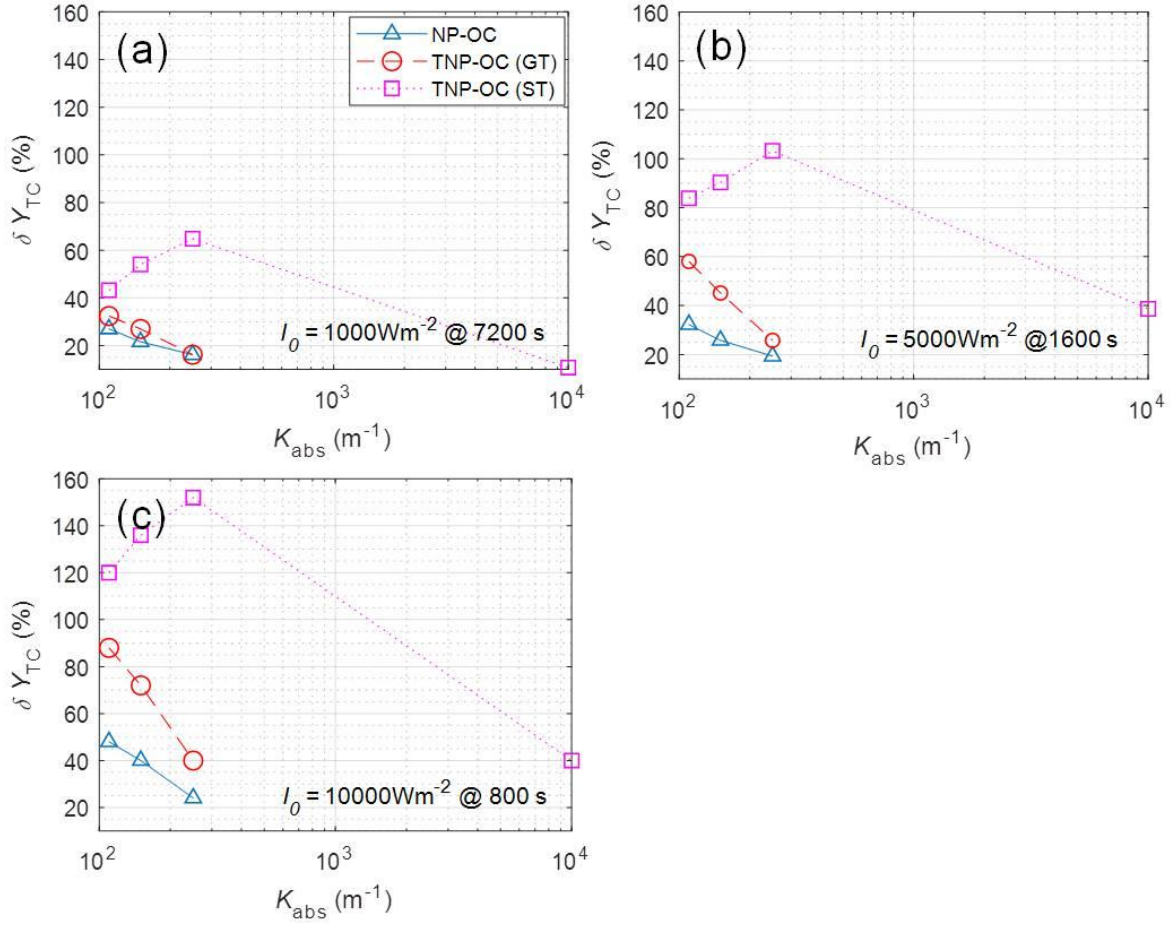 (a)
NP-OC
TNP-OC (GT)
TNP-OC (ST)
160
140
120
100
80
60
40
20
δ Y_TC (%)
I_0 = 1000Wm^-2 @ 7200 s
10^2
10^3
10^4
K_abs (m^-1)
(b)
160
140
120
100
80
60
40
20
δ Y_TC (%)
I_0 = 5000Wm^-2 @1600 s
10^2
10^3
10^4
K_abs (m^-1)
(c)
160
140
120
100
80
60
40
20
δ Y_TC (%)
I_0 = 10000Wm^-2 @ 800 s
10^2
10^3
10^4
K_abs (m^-1)